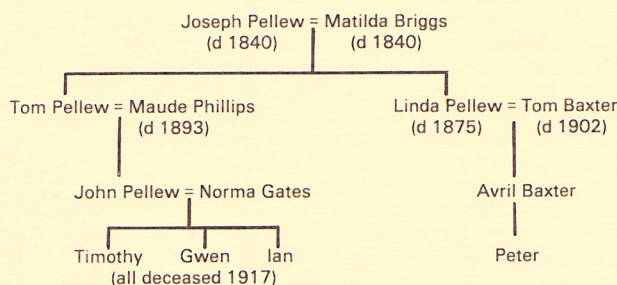 Joseph Pellew = Matilda Briggs
(d 1840) (d 1840)
Tom Pellew = Maude Phillips
(d 1893)
Linda Pellew = Tom Baxter
(d 1875) (d 1902)
John Pellew = Norma Gates
Avril Baxter
Timothy Gwen Ian
(all deceased 1917)
Peter